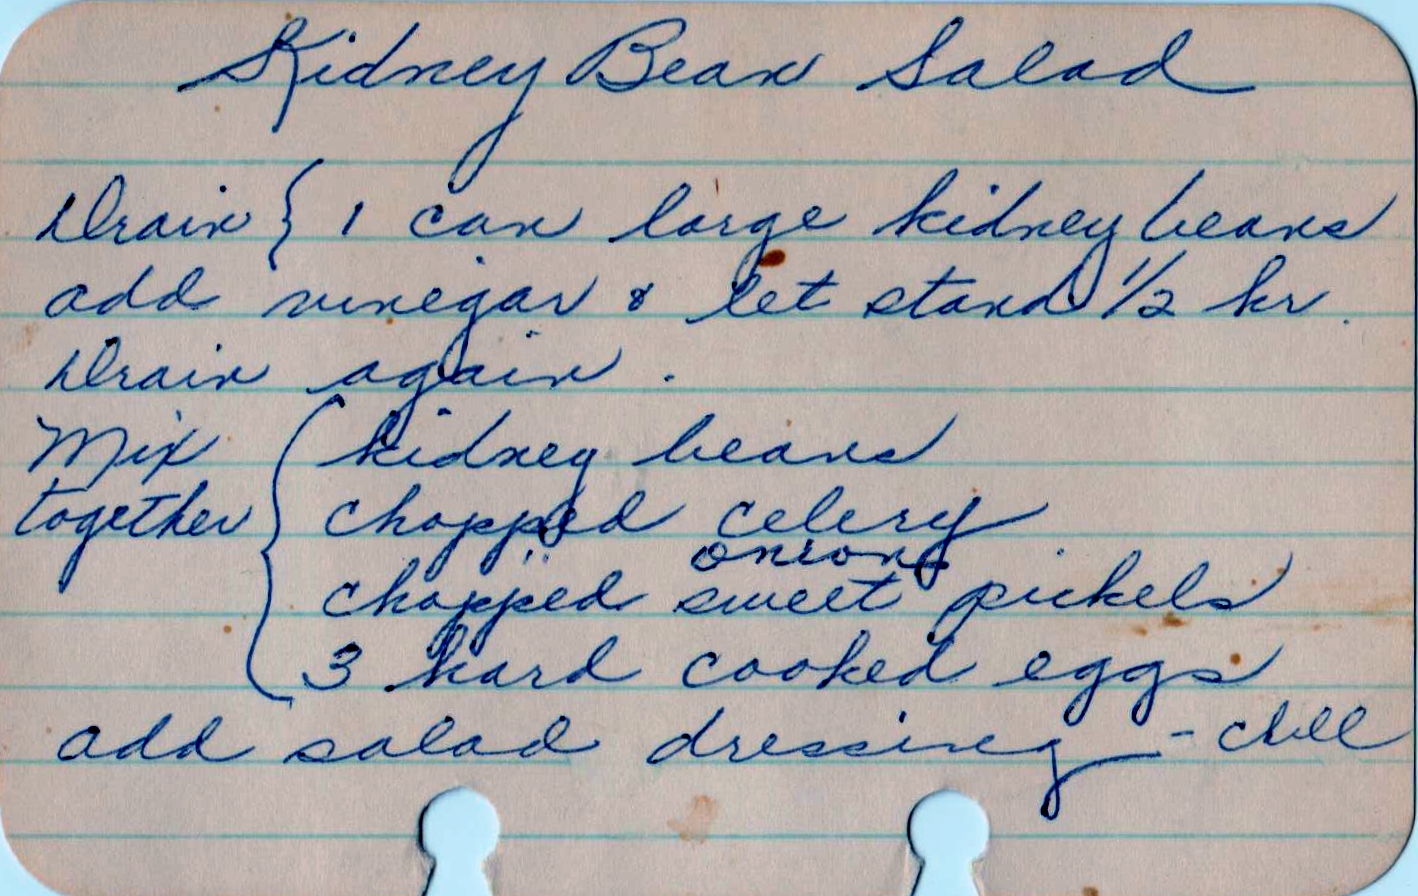 Kidney Bean Salad
Drain { 1 can large kidney beans
add vinegar & let stand 1/2 hr.
Drain again.
Mix { kidney beans
together chopped celery
" onions
chopped sweet pickels
3 hard cooked eggs
add salad dressing - chill